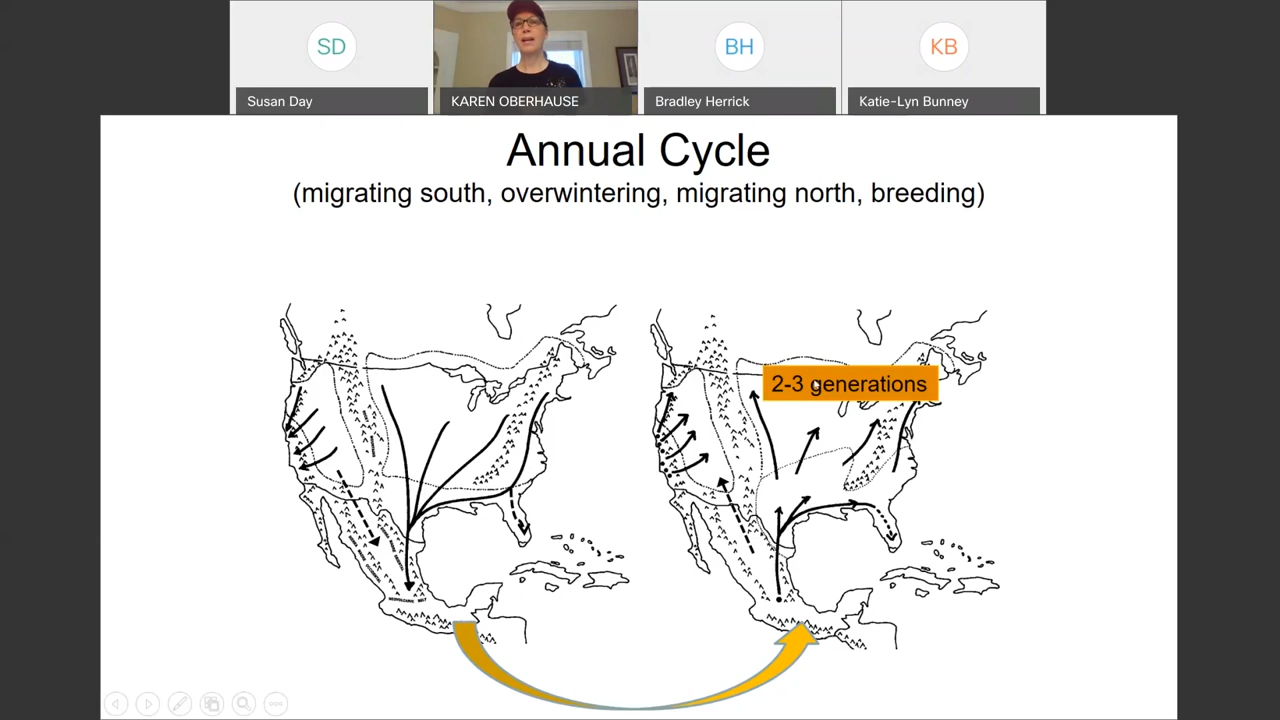 SD
BH
KB
Susan Day
KAREN OBERHAUSE
Bradley Herrick
Katie-Lyn Bunney
Annual Cycle
(migrating south, overwintering, migrating north, breeding)
2-3 generations